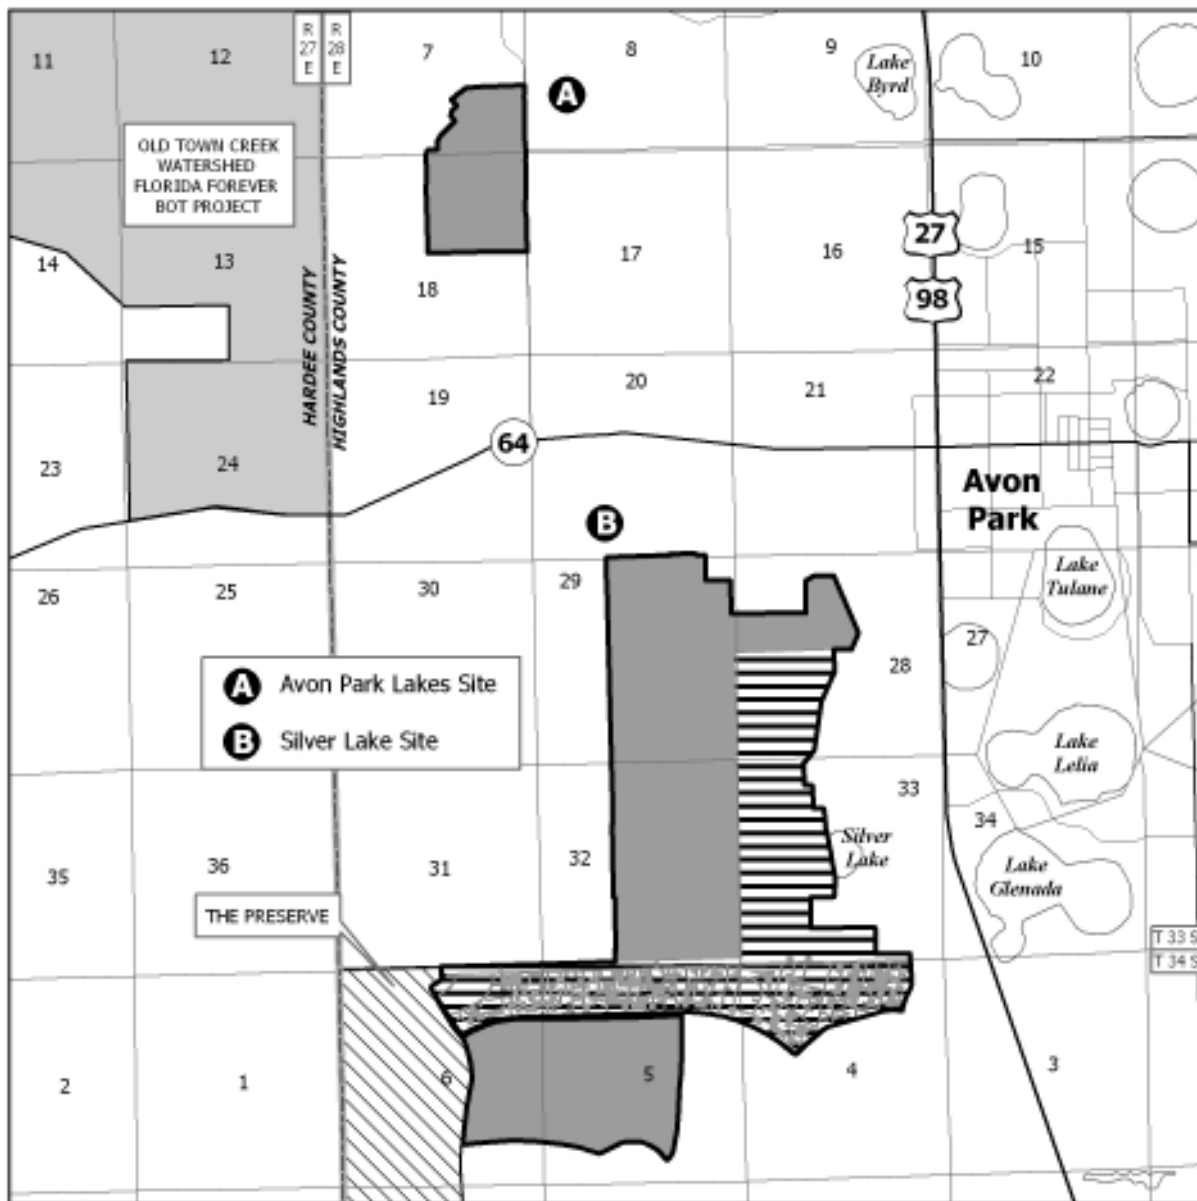 11
12
R
27
E
R
28
E
7
8
9
10
Lake
Byrd
A
OLD TOWN CREEK
WATERSHED
FLORIDA FOREVER
BOT PROJECT
14
13
HARDEE COUNTY
HIGHLANDS COUNTY
18
17
16
27
98
15
19
20
21
22
23
24
64
Avon
Park
B
26
25
30
29
28
27
Lake
Tulane
A Avon Park Lakes Site
B Silver Lake Site
Lake
Lelia
35
36
31
32
33
34
Silver
Lake
Lake
Glenada
THE PRESERVE
T 33 S
T 34 S
2
1
6
5
4
3